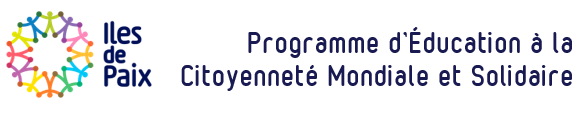 Iles
de
Paix
Programme d'Éducation à la
Citoyenneté Mondiale et Solidaire